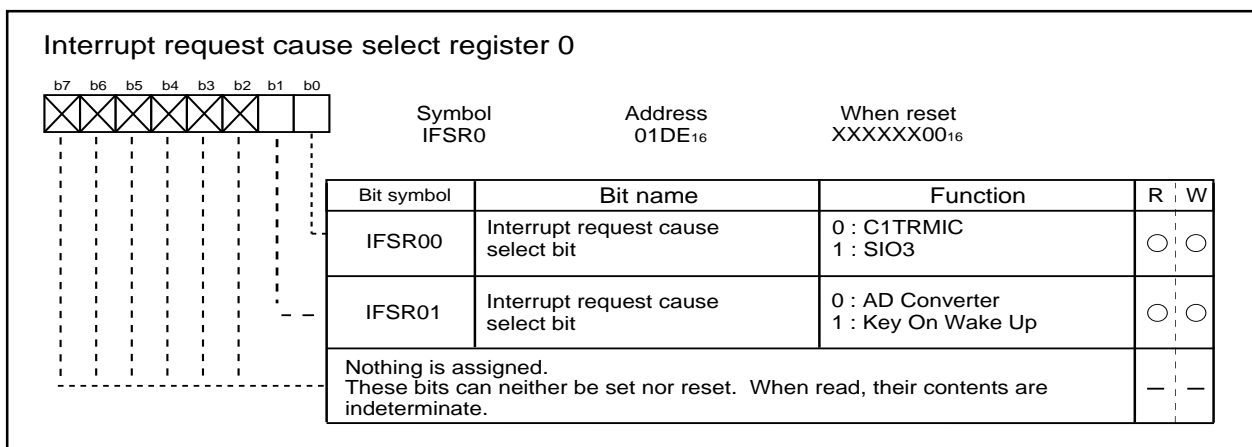 Interrupt request cause select register 0
b7 b6 b5 b4 b3 b2 b1 b0
Symbol Address When reset
IFSR0 01DE16 XXXXXX0016
Bit symbol Bit name Function R W
IFSR00 Interrupt request cause select bit 0 : C1TRMIC
1 : SIO3
IFSR01 Interrupt request cause select bit 0 : AD Converter
1 : Key On Wake Up
Nothing is assigned.
These bits can neither be set nor reset. When read, their contents are
indeterminate.